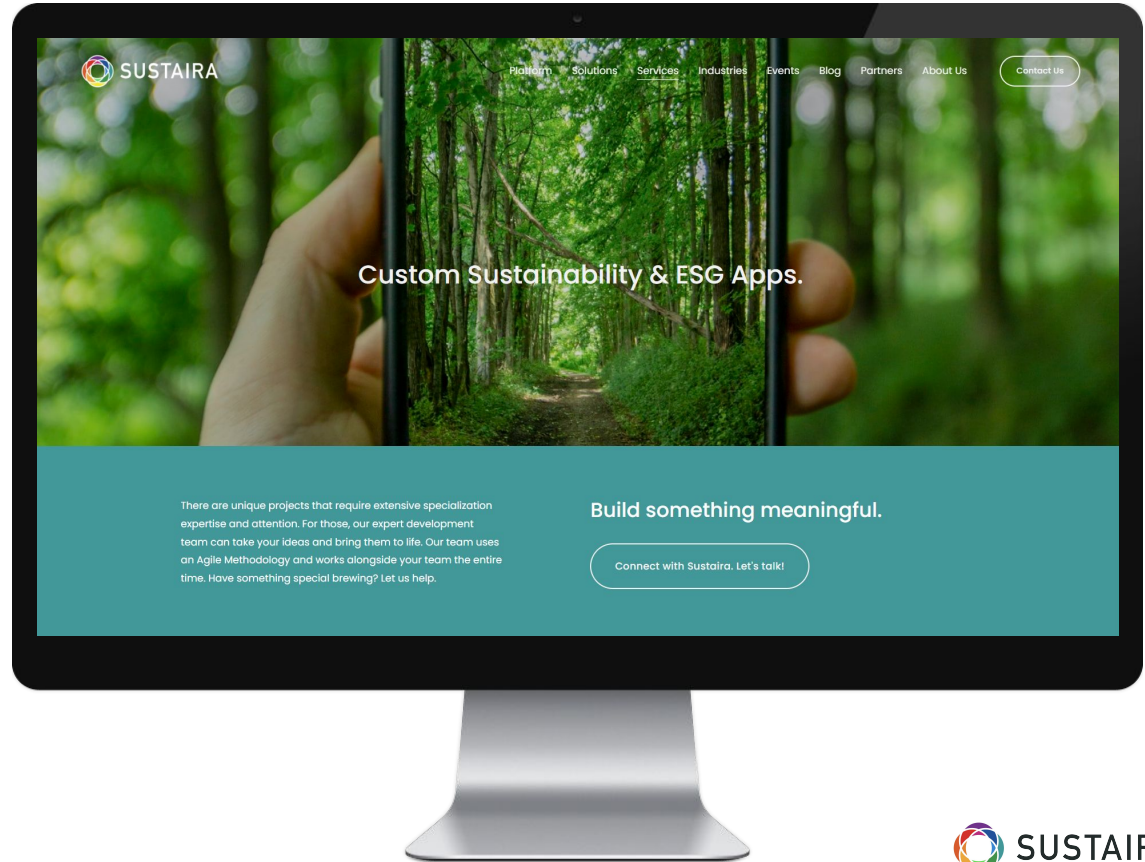 SUSTAIRA
Platform Solutions Services Industries Events Blog Partners About Us Contact Us
Custom Sustainability & ESG Apps.
There are unique projects that require extensive specialization
expertise and attention. For those, our expert development
team can take your ideas and bring them to life. Our team uses
an Agile Methodology and works alongside your team the entire
time. Have something special brewing? Let us help.
Build something meaningful.
Connect with Sustaira. Let's talk!